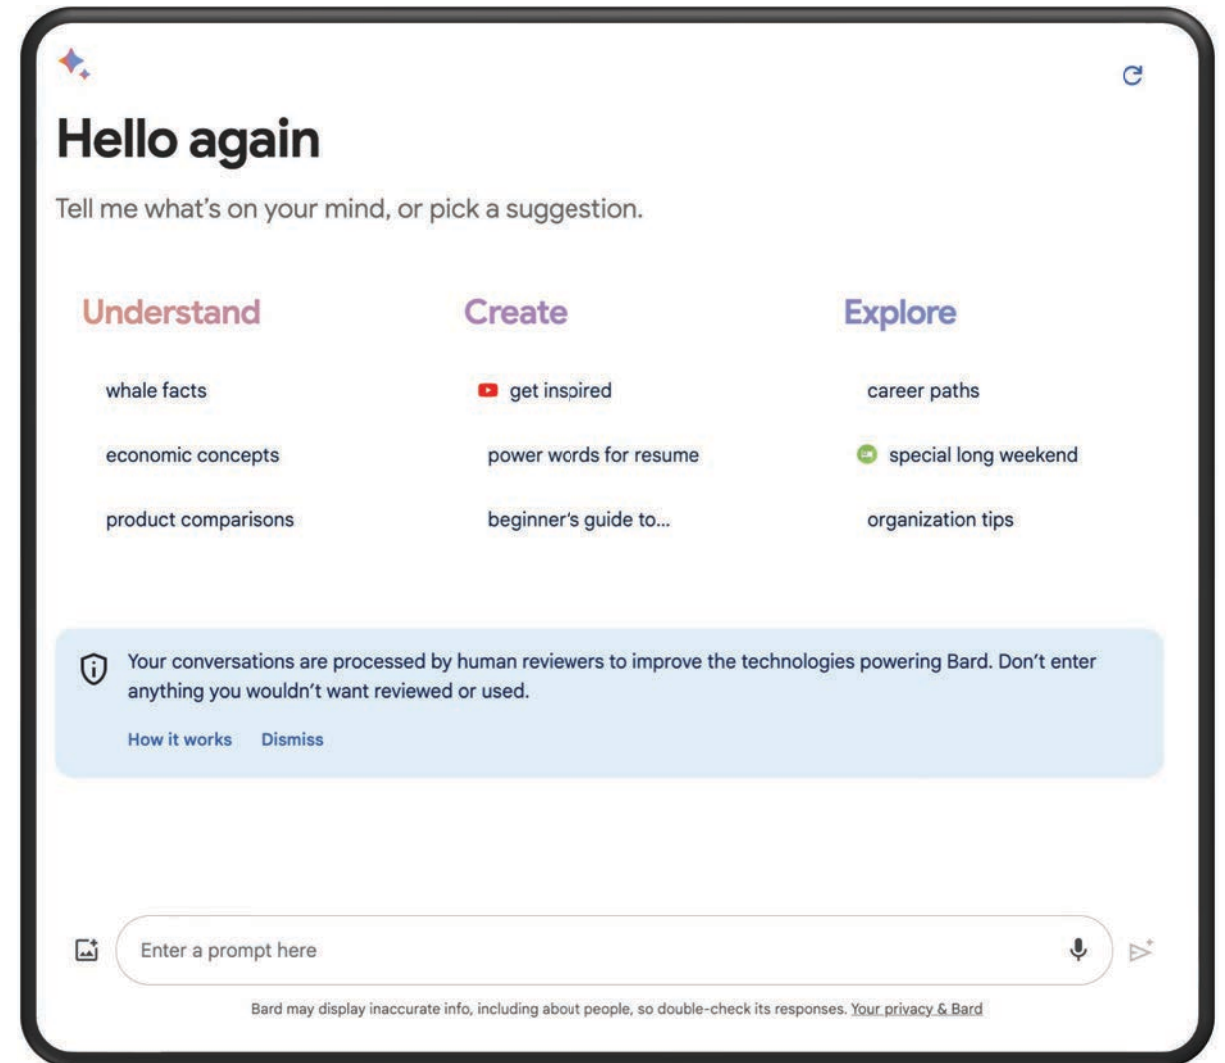 Hello again
Tell me what's on your mind, or pick a suggestion.
Understand
whale facts
economic concepts
product comparisons
Create
get inspired
power words for resume
beginner's guide to...
Explore
career paths
special long weekend
organization tips
Your conversations are processed by human reviewers to improve the technologies powering Bard. Don't enter
anything you wouldn't want reviewed or used.
How it works Dismiss
Enter a prompt here
Bard may display inaccurate info, including about people, so double-check its responses. Your privacy & Bard